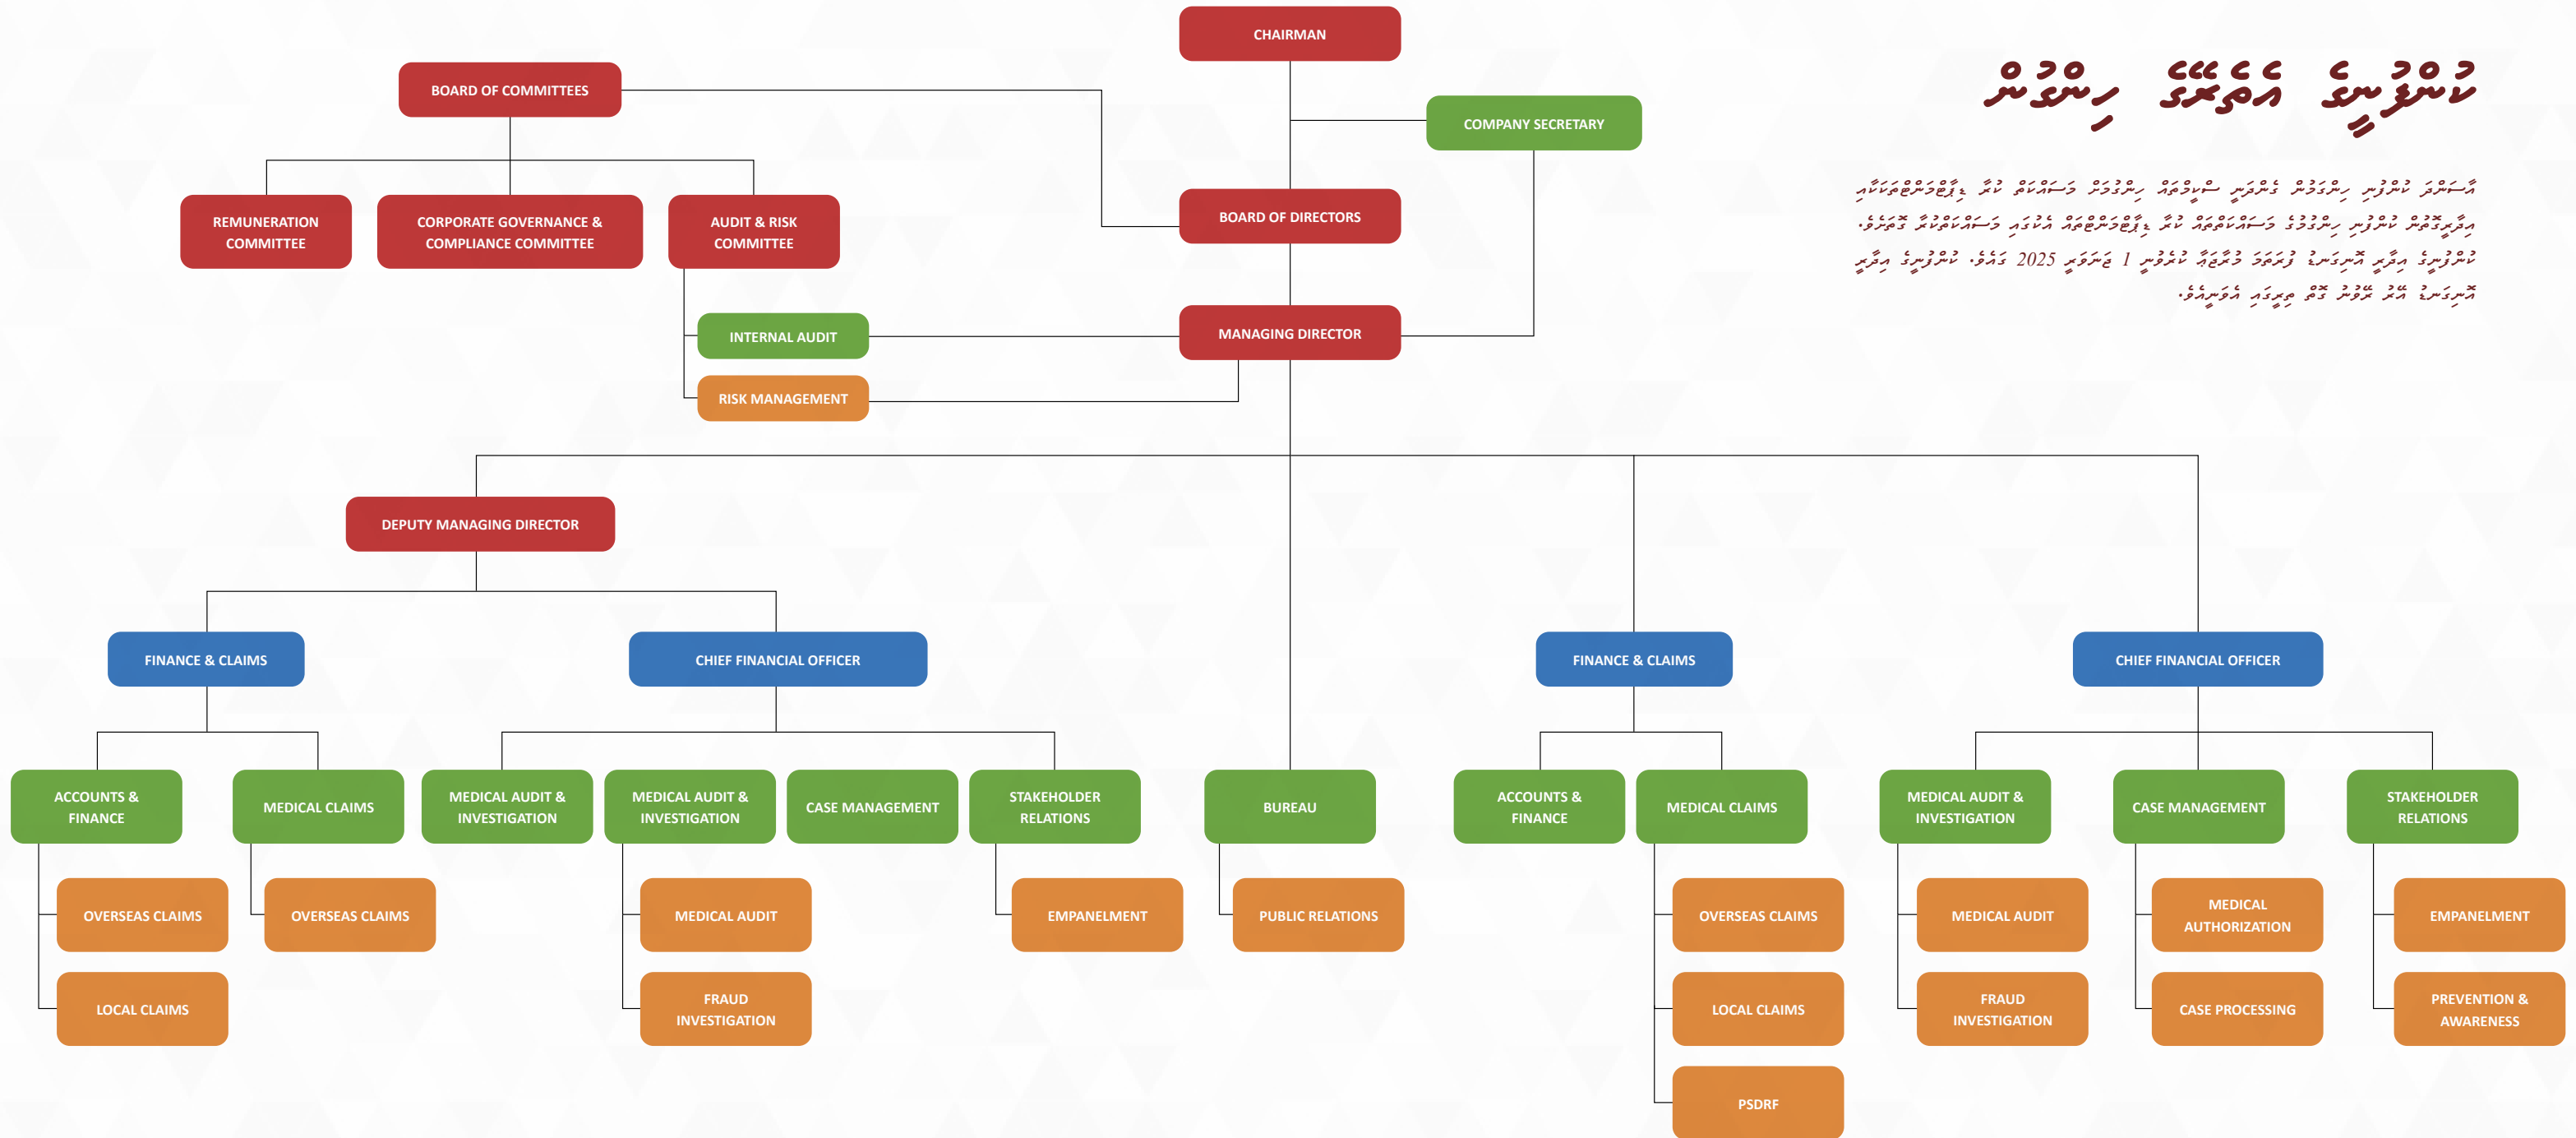 CHAIRMAN
ކުންފުނީގެ އެތެރޭގެ ހިންގުން
BOARD OF COMMITTEES
COMPANY SECRETARY
އާސަންދަ ކުންފުނި ހިންގަމުން ގެންދަނީ ސްކީމްތައް ހިންގުމަށް މަސައްކަތް ކުރާ ޑިޕާޓްމަންޓްތަކަކާއި
އިދާރީގޮތުން ކުންފުނި ހިންގުމުގެ މަސައްކަތްތައް ކުރާ ޑިޕާޓްމަންޓްތައް އެކުގައި މަސައްކަތްކުރާ ގޮތަށެވެ.
ކުންފުނީގެ އިދާރީ އޮނިގަނޑު ފުރަތަމަ މުރާޖަޢާ ކުރެވުނީ 1 ޖަނަވަރީ 2025 ގައެވެ. ކުންފުނީގެ އިދާރީ
އޮނިގަނޑު އޭރު ރޭވުނު ގޮތް ތިރީގައި އެވަނީއެވެ.
REMUNERATION
COMMITTEE
CORPORATE GOVERNANCE &
COMPLIANCE COMMITTEE
AUDIT & RISK
COMMITTEE
BOARD OF DIRECTORS
INTERNAL AUDIT
MANAGING DIRECTOR
RISK MANAGEMENT
DEPUTY MANAGING DIRECTOR
FINANCE & CLAIMS
CHIEF FINANCIAL OFFICER
FINANCE & CLAIMS
CHIEF FINANCIAL OFFICER
ACCOUNTS &
FINANCE
MEDICAL CLAIMS
MEDICAL AUDIT &
INVESTIGATION
MEDICAL AUDIT &
INVESTIGATION
CASE MANAGEMENT
STAKEHOLDER
RELATIONS
BUREAU
ACCOUNTS &
FINANCE
MEDICAL CLAIMS
MEDICAL AUDIT &
INVESTIGATION
CASE MANAGEMENT
STAKEHOLDER
RELATIONS
OVERSEAS CLAIMS
OVERSEAS CLAIMS
MEDICAL AUDIT
EMPANELMENT
PUBLIC RELATIONS
OVERSEAS CLAIMS
MEDICAL AUDIT
MEDICAL
AUTHORIZATION
EMPANELMENT
LOCAL CLAIMS
FRAUD
INVESTIGATION
LOCAL CLAIMS
FRAUD
INVESTIGATION
CASE PROCESSING
PREVENTION &
AWARENESS
PSDRF